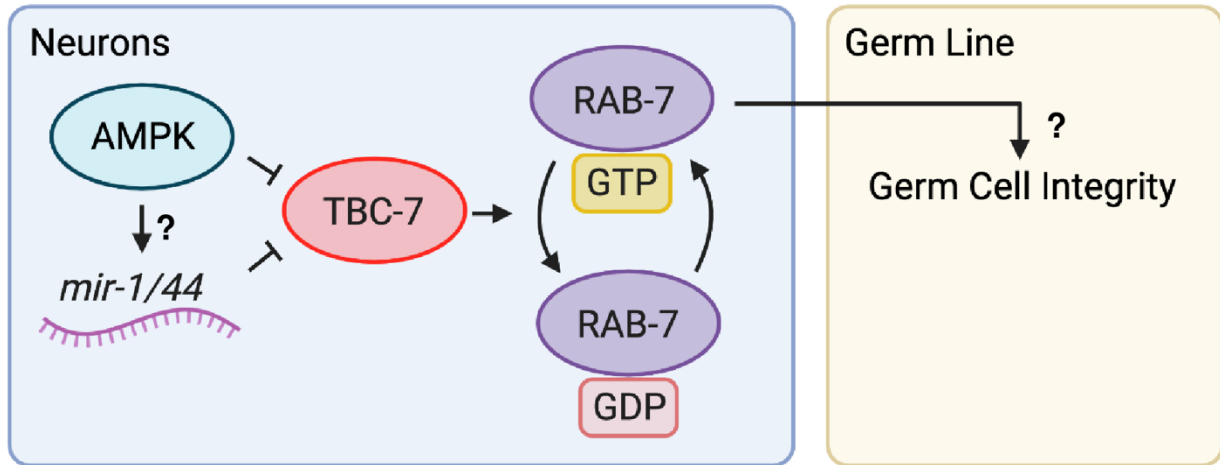 Neurons
Germ Line
AMPK
RAB-7
?
GTP
TBC-7
Germ Cell Integrity
?
mir-1/44
RAB-7
GDP